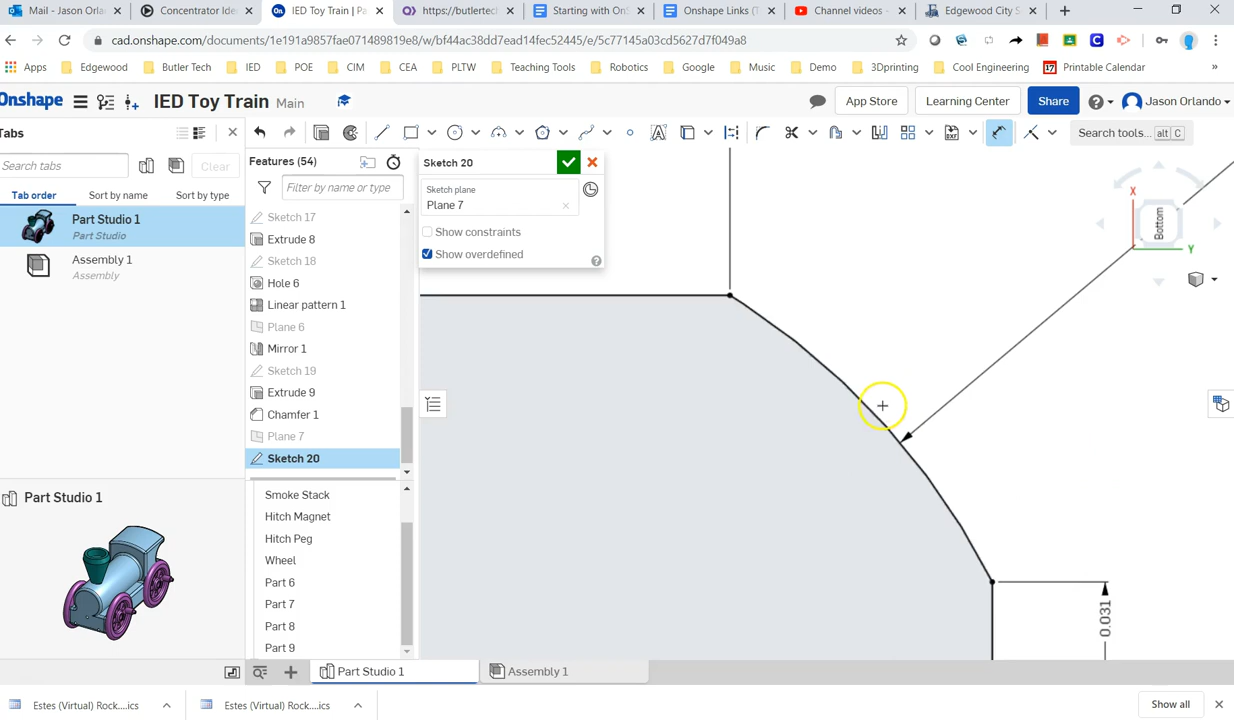 Mail - Jason Orlando
Concentrator Ide
IED Toy Train | Pa
https://butlertec
Starting with OnS
Onshape Links (T
Channel videos -
Edgewood City S
cad.onshape.com/documents/1e191a9857fae071489819e8/w/bf44ac38dd7ead14fec52445/e/5c77145a03cd5627d7f049a8
Apps
Edgewood
Butler Tech
IED
POE
CIM
CEA
PLTW
Teaching Tools
Robotics
Google
Music
Demo
3Dprinting
Cool Engineering
17
Printable Calendar
»
Onshape
IED Toy Train
Main
App Store
Learning Center
Share
Jason Orlando
Tabs
Search tools...
alt C
Search tabs
Clear
Tab order
Sort by name
Sort by type
Part Studio 1
Part Studio
Assembly 1
Assembly
Part Studio 1
Features (54)
Filter by name or type
Sketch 17
Extrude 8
Sketch 18
Hole 6
Linear pattern 1
Plane 6
Mirror 1
Sketch 19
Extrude 9
Chamfer 1
Plane 7
Sketch 20
Smoke Stack
Hitch Magnet
Hitch Peg
Wheel
Part 6
Part 7
Part 8
Part 9
Sketch 20
Sketch plane
Plane 7
Show constraints
Show overdefined
X
Bottom
Y
0.031
Part Studio 1
Assembly 1
Estes (Virtual) Rock....ics
Estes (Virtual) Rock....ics
Show all